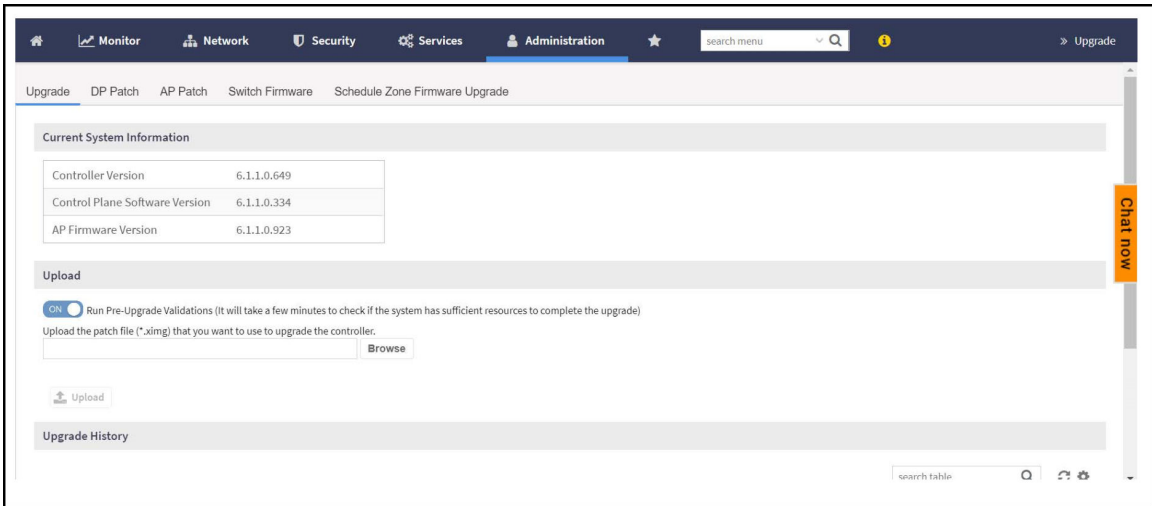 Monitor Network Security Services Administration search menu » Upgrade
Upgrade DP Patch AP Patch Switch Firmware Schedule Zone Firmware Upgrade
Current System Information
Controller Version 6.1.1.0.649
Control Plane Software Version 6.1.1.0.334
AP Firmware Version 6.1.1.0.923
Chat now
Upload
ON Run Pre-Upgrade Validations (It will take a few minutes to check if the system has sufficient resources to complete the upgrade)
Upload the patch file (*.ximg) that you want to use to upgrade the controller.
Browse
Upload
Upgrade History
search table